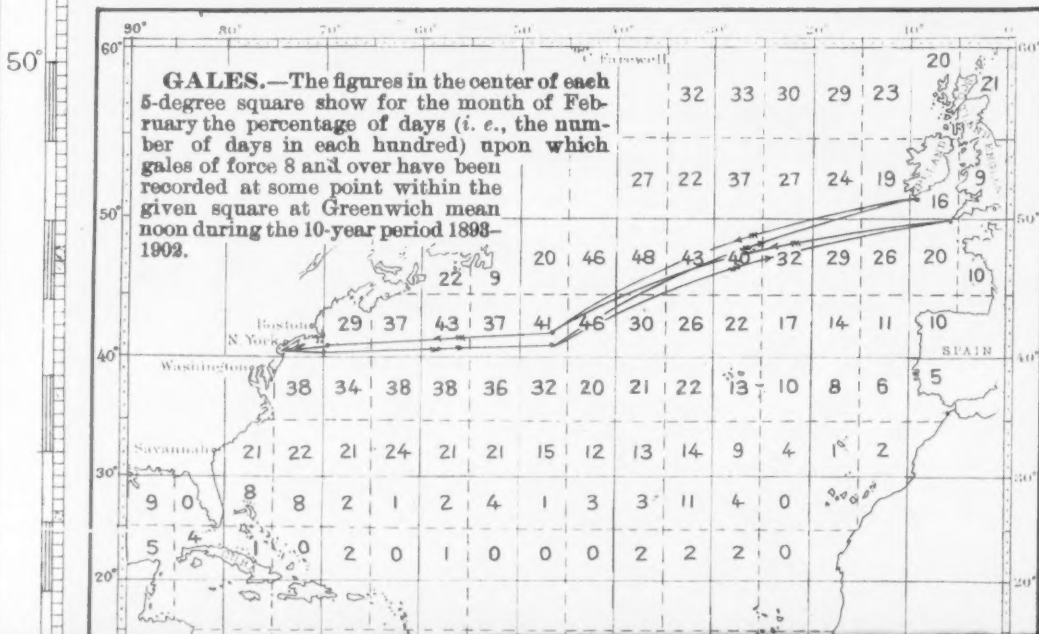 90° 80° 70° 60° 50° 40° 30° 20° 10° 0°
50°
60° C. Farewell 60°
GALES.—The figures in the center of each
5-degree square show for the month of Feb-
ruary the percentage of days (i. e., the num-
ber of days in each hundred) upon which
gales of force 8 and over have been
recorded at some point within the
given square at Greenwich mean
noon during the 10-year period 1893–
1902.
20 21
32 33 30 29 23
27 22 37 27 24 19 9
16
50° 50°
20 46 48 43 40 32 29 26 20
22 9 10
Boston 29 37 43 37 41 46 30 26 22 17 14 11 10
N. York
SPAIN
40° 40°
Washington
38 34 38 38 36 32 20 21 22 13 10 8 6 5
Savannah 21 22 21 24 21 21 15 12 13 14 9 4 1 2
30° 30°
9 0 8 8 2 1 2 4 1 3 3 11 4 0
5 4 1 0 2 0 1 0 0 0 2 2 2 0
20° 20°